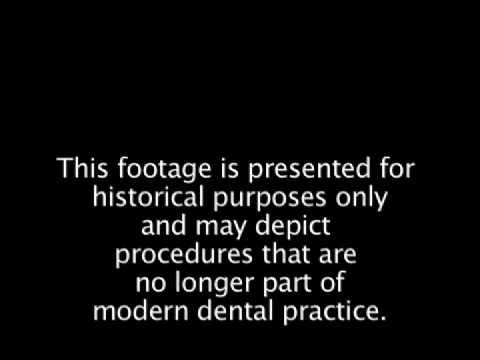 This footage is presented for
historical purposes only
and may depict
procedures that are
no longer part of
modern dental practice.